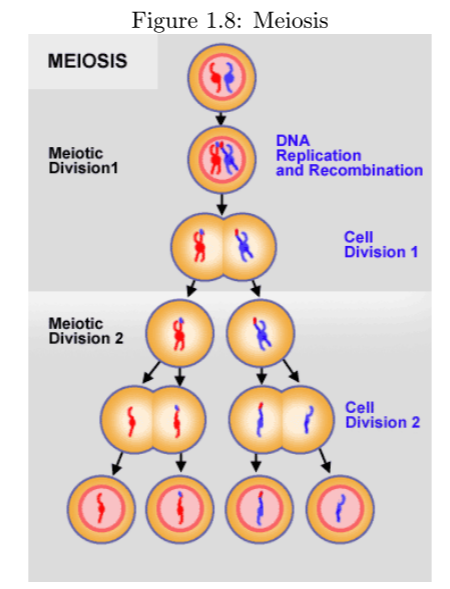 Figure 1.8: Meiosis
MEIOSIS
Meiotic
Division1
DNA
Replication
and Recombination
Cell
Division 1
Meiotic
Division 2
Cell
Division 2